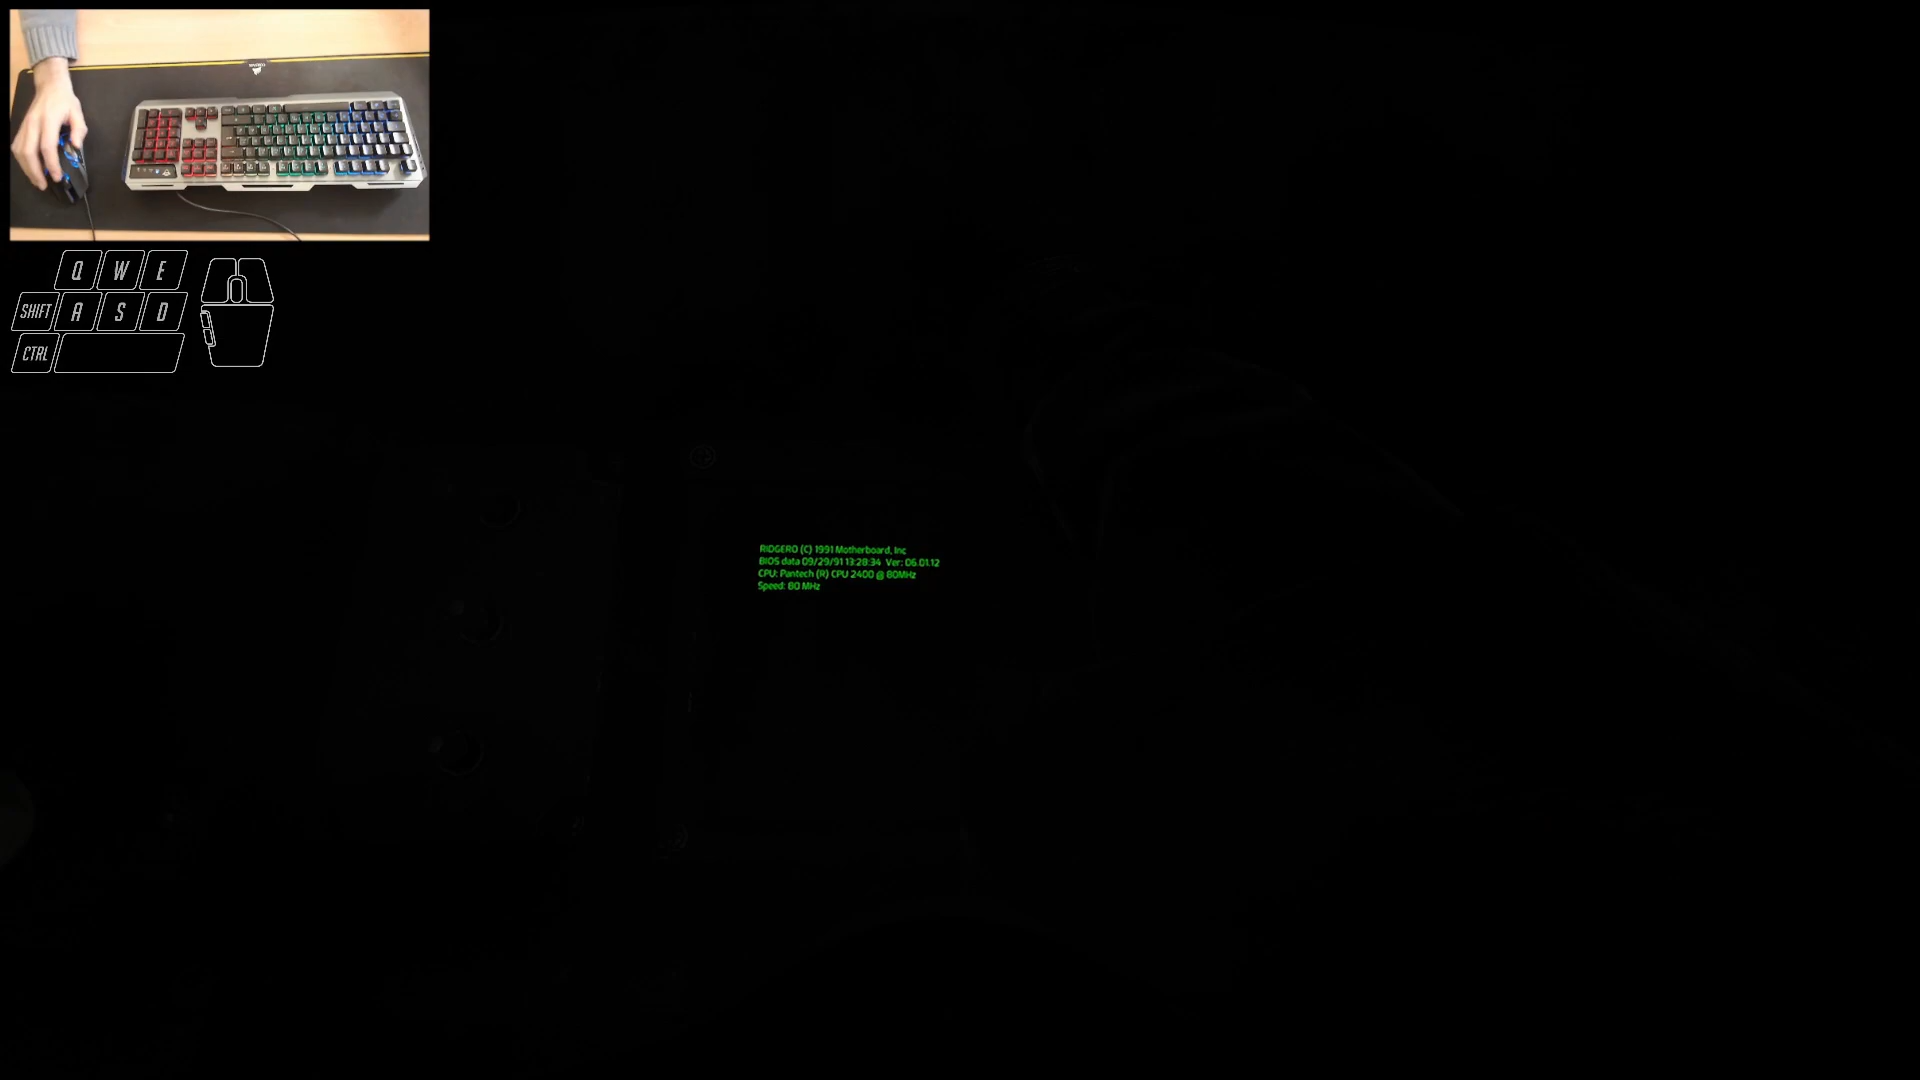 Q W E
SHIFT A S D
CTRL
RIDGERO (C) 1991 Motherboard, Inc
BIOS data 09/29/91 13:28:34 Ver: 06.01.12
CPU: Pantech (R) CPU 2400 @ 80MHz
Speed: 80 MHz